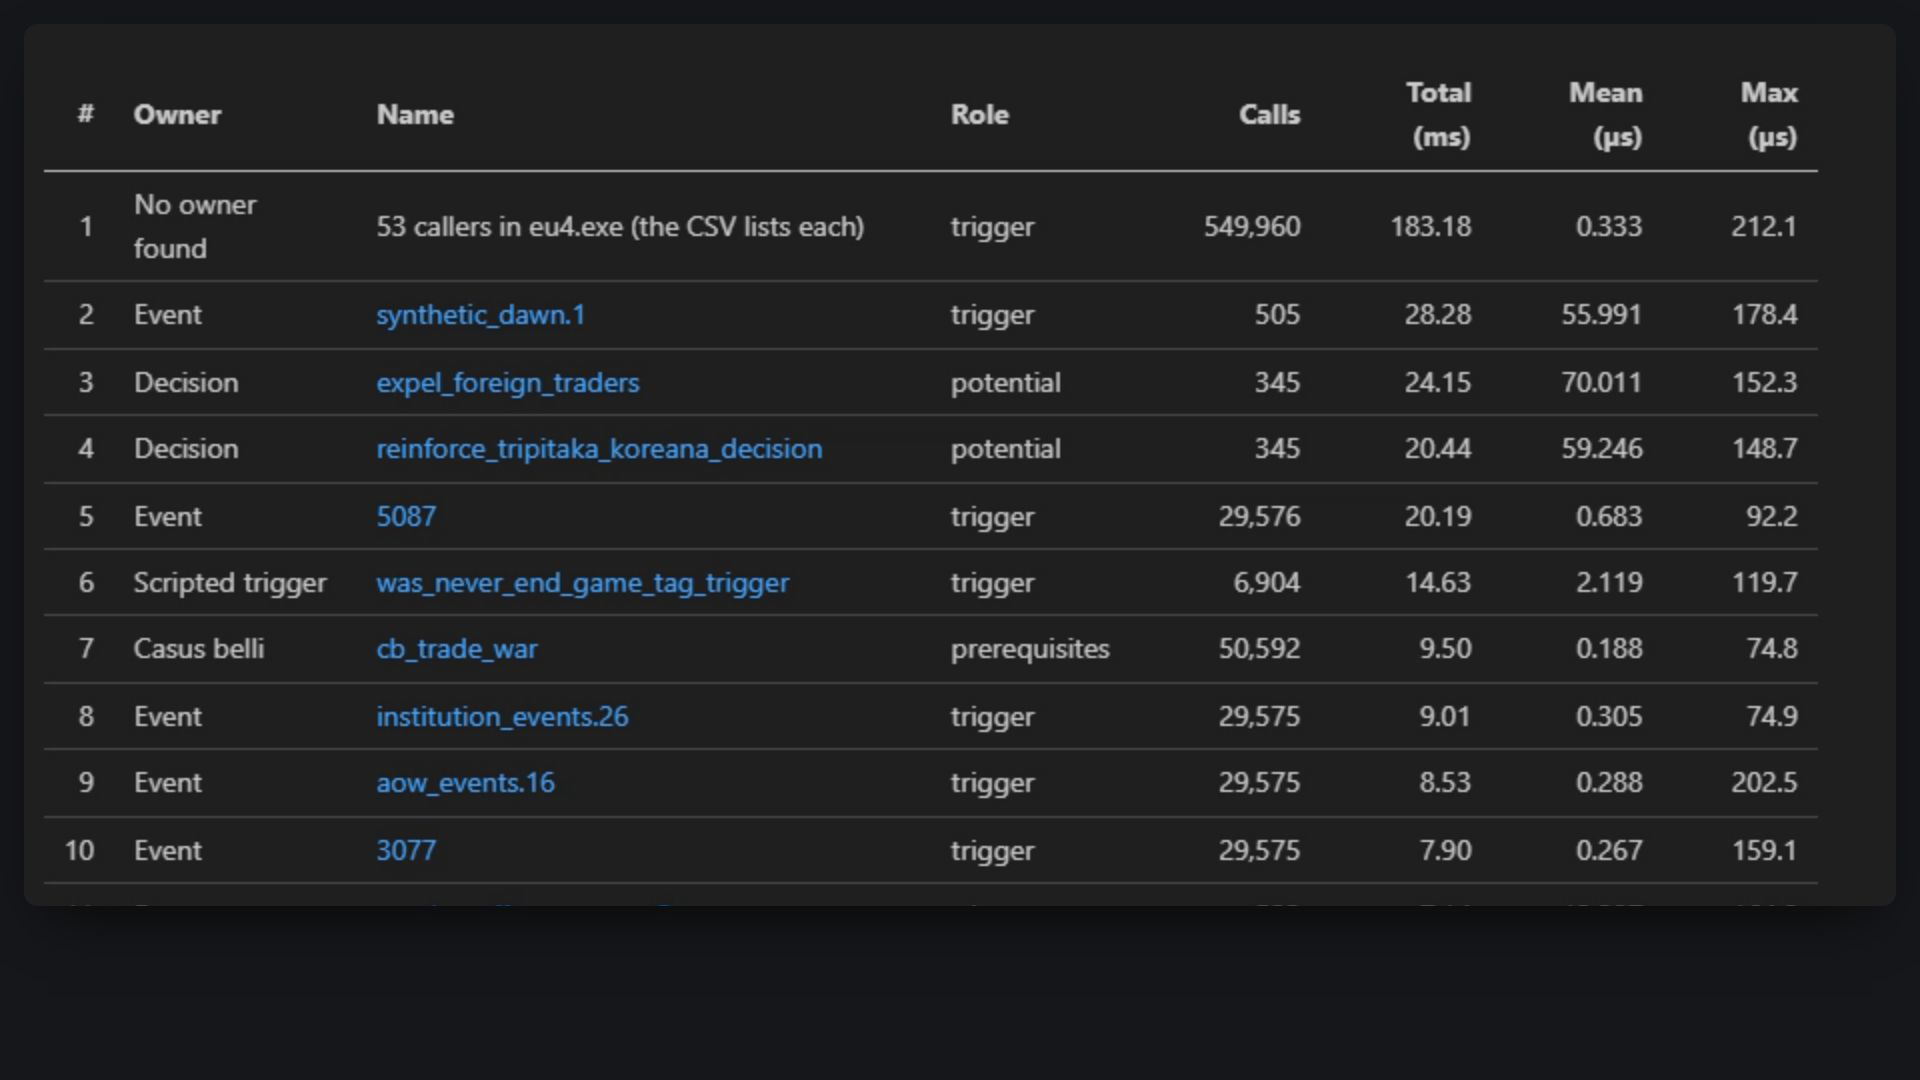 # Owner Name Role Calls Total (ms) Mean (µs) Max (µs)
1 No owner found 53 callers in eu4.exe (the CSV lists each) trigger 549,960 183.18 0.333 212.1
2 Event synthetic_dawn.1 trigger 505 28.28 55.991 178.4
3 Decision expel_foreign_traders potential 345 24.15 70.011 152.3
4 Decision reinforce_tripitaka_koreana_decision potential 345 20.44 59.246 148.7
5 Event 5087 trigger 29,576 20.19 0.683 92.2
6 Scripted trigger was_never_end_game_tag_trigger trigger 6,904 14.63 2.119 119.7
7 Casus belli cb_trade_war prerequisites 50,592 9.50 0.188 74.8
8 Event institution_events.26 trigger 29,575 9.01 0.305 74.9
9 Event aow_events.16 trigger 29,575 8.53 0.288 202.5
10 Event 3077 trigger 29,575 7.90 0.267 159.1